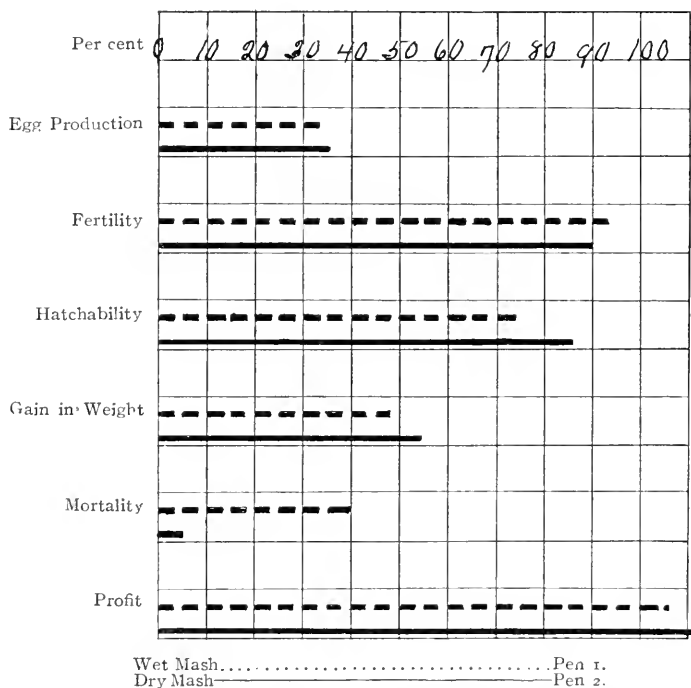 Per cent 0 10 20 30 40 50 60 70 80 90 100
Egg Production
Fertility
Hatchability
Gain in Weight
Mortality
Profit
Wet Mash.......................................Pen 1.
Dry Mash———————————————Pen 2.